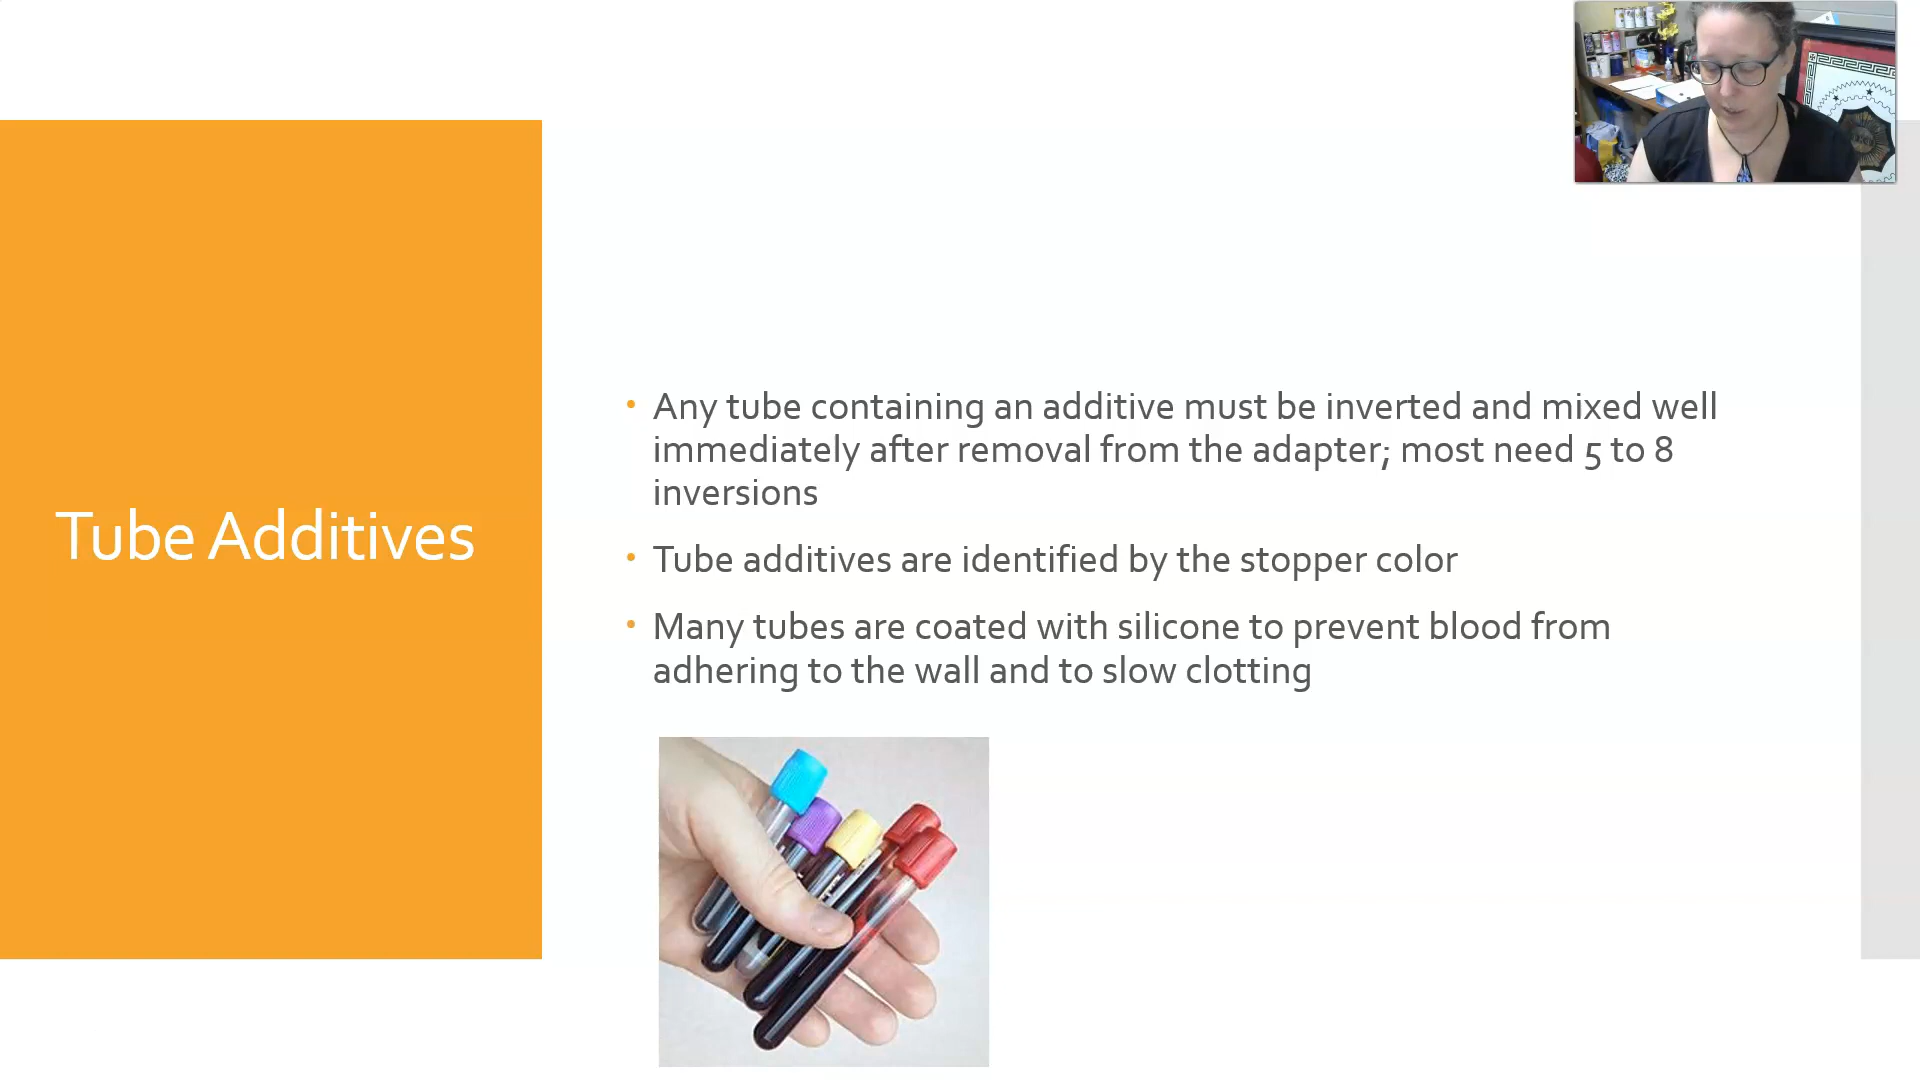 Tube Additives
Any tube containing an additive must be inverted and mixed well
immediately after removal from the adapter; most need 5 to 8
inversions
Tube additives are identified by the stopper color
Many tubes are coated with silicone to prevent blood from
adhering to the wall and to slow clotting